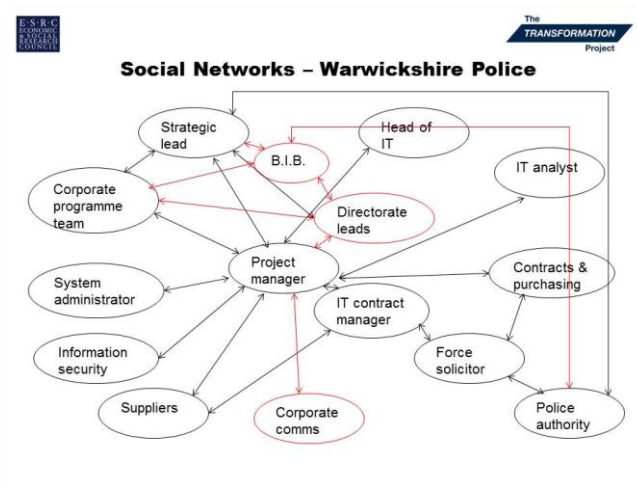 E·S·R·C
ECONOMIC
& SOCIAL
RESEARCH
COUNCIL
The
TRANSFORMATION
Project
Social Networks – Warwickshire Police
Strategic
lead
Head of
IT
B.I.B.
IT analyst
Corporate
programme
team
Directorate
leads
Project
manager
Contracts &
purchasing
System
administrator
IT contract
manager
Information
security
Force
solicitor
Suppliers
Corporate
comms
Police
authority